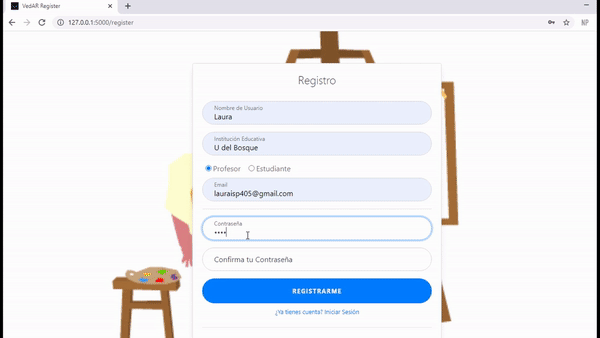 VedAR Register
127.0.0.1:5000/register
NP
Registro
Nombre de Usuario
Laura
Institución Educativa
U del Bosque
Profesor Estudiante
Email
lauraisp405@gmail.com
Contraseña
••••
Confirma tu Contraseña
REGISTRARME
¿Ya tienes cuenta? Iniciar Sesión